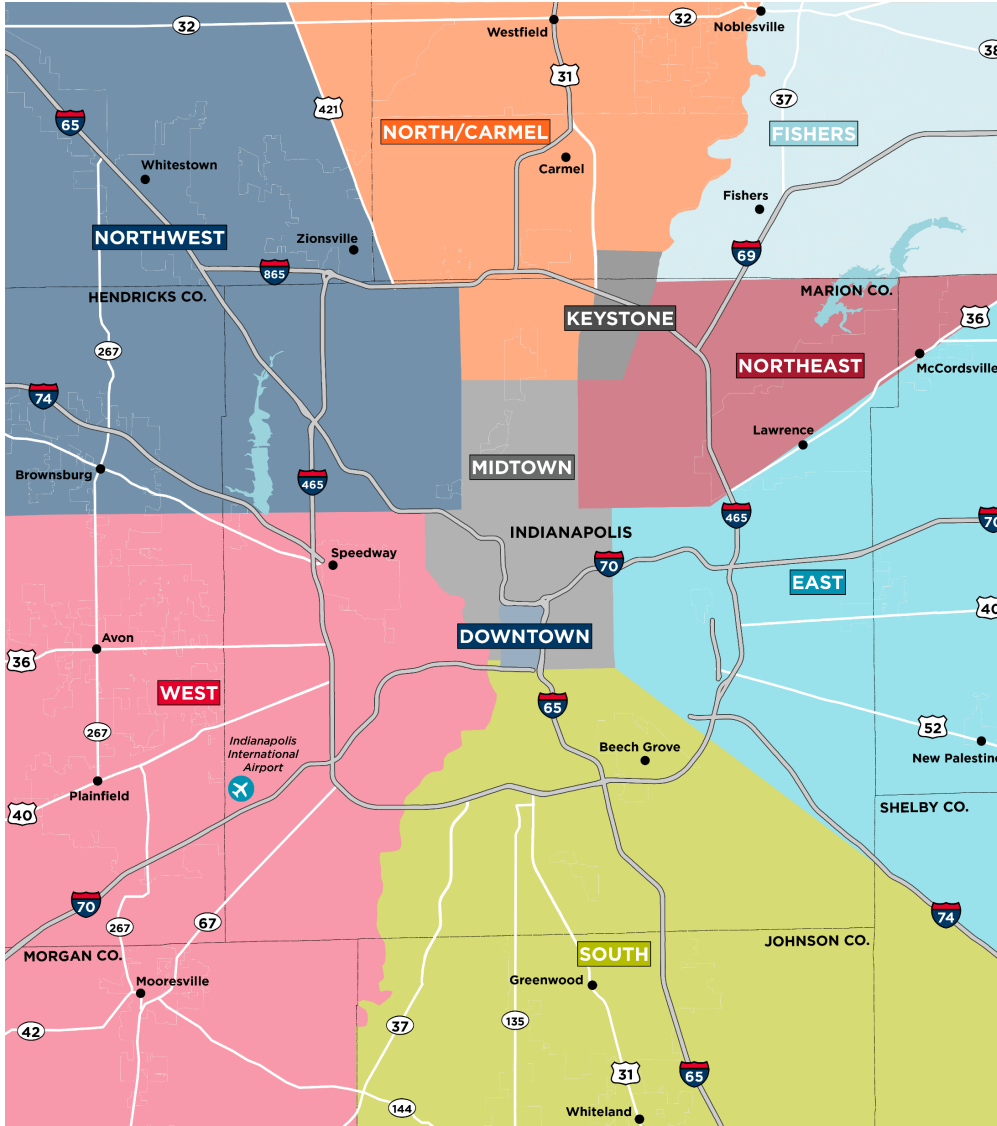 32
32
Westfield
Noblesville
38
31
421
37
65
NORTH/CARMEL
FISHERS
Whitestown
Carmel
Fishers
NORTHWEST
Zionsville
69
865
HENDRICKS CO.
MARION CO.
KEYSTONE
36
267
NORTHEAST
McCordsville
74
Lawrence
Brownsburg
MIDTOWN
465
465
INDIANAPOLIS
70
Speedway
70
EAST
40
Avon
DOWNTOWN
36
WEST
65
267
52
Indianapolis
International
Airport
Beech Grove
New Palestine
Plainfield
40
SHELBY CO.
70
74
267
67
MORGAN CO.
JOHNSON CO.
SOUTH
Mooresville
Greenwood
42
37
135
31
65
144
Whiteland